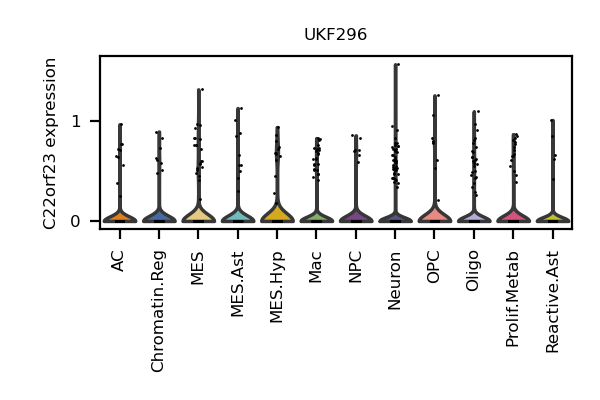 UKF296
C22orf23 expression
1
0
AC
Chromatin.Reg
MES
MES.Ast
MES.Hyp
Mac
NPC
Neuron
OPC
Oligo
Prolif.Metab
Reactive.Ast